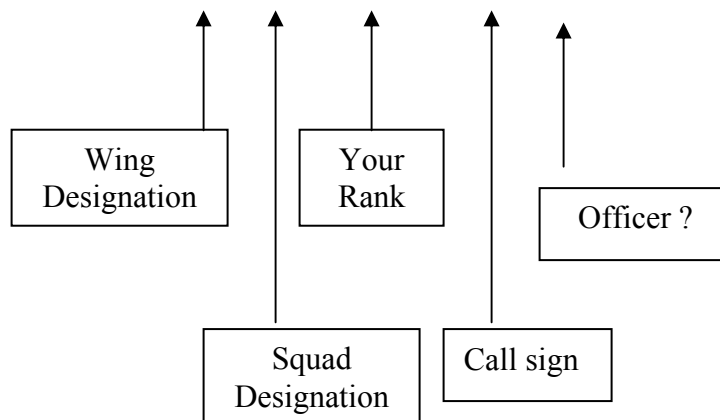 Wing
Designation
Your
Rank
Officer ?
Squad
Designation
Call sign